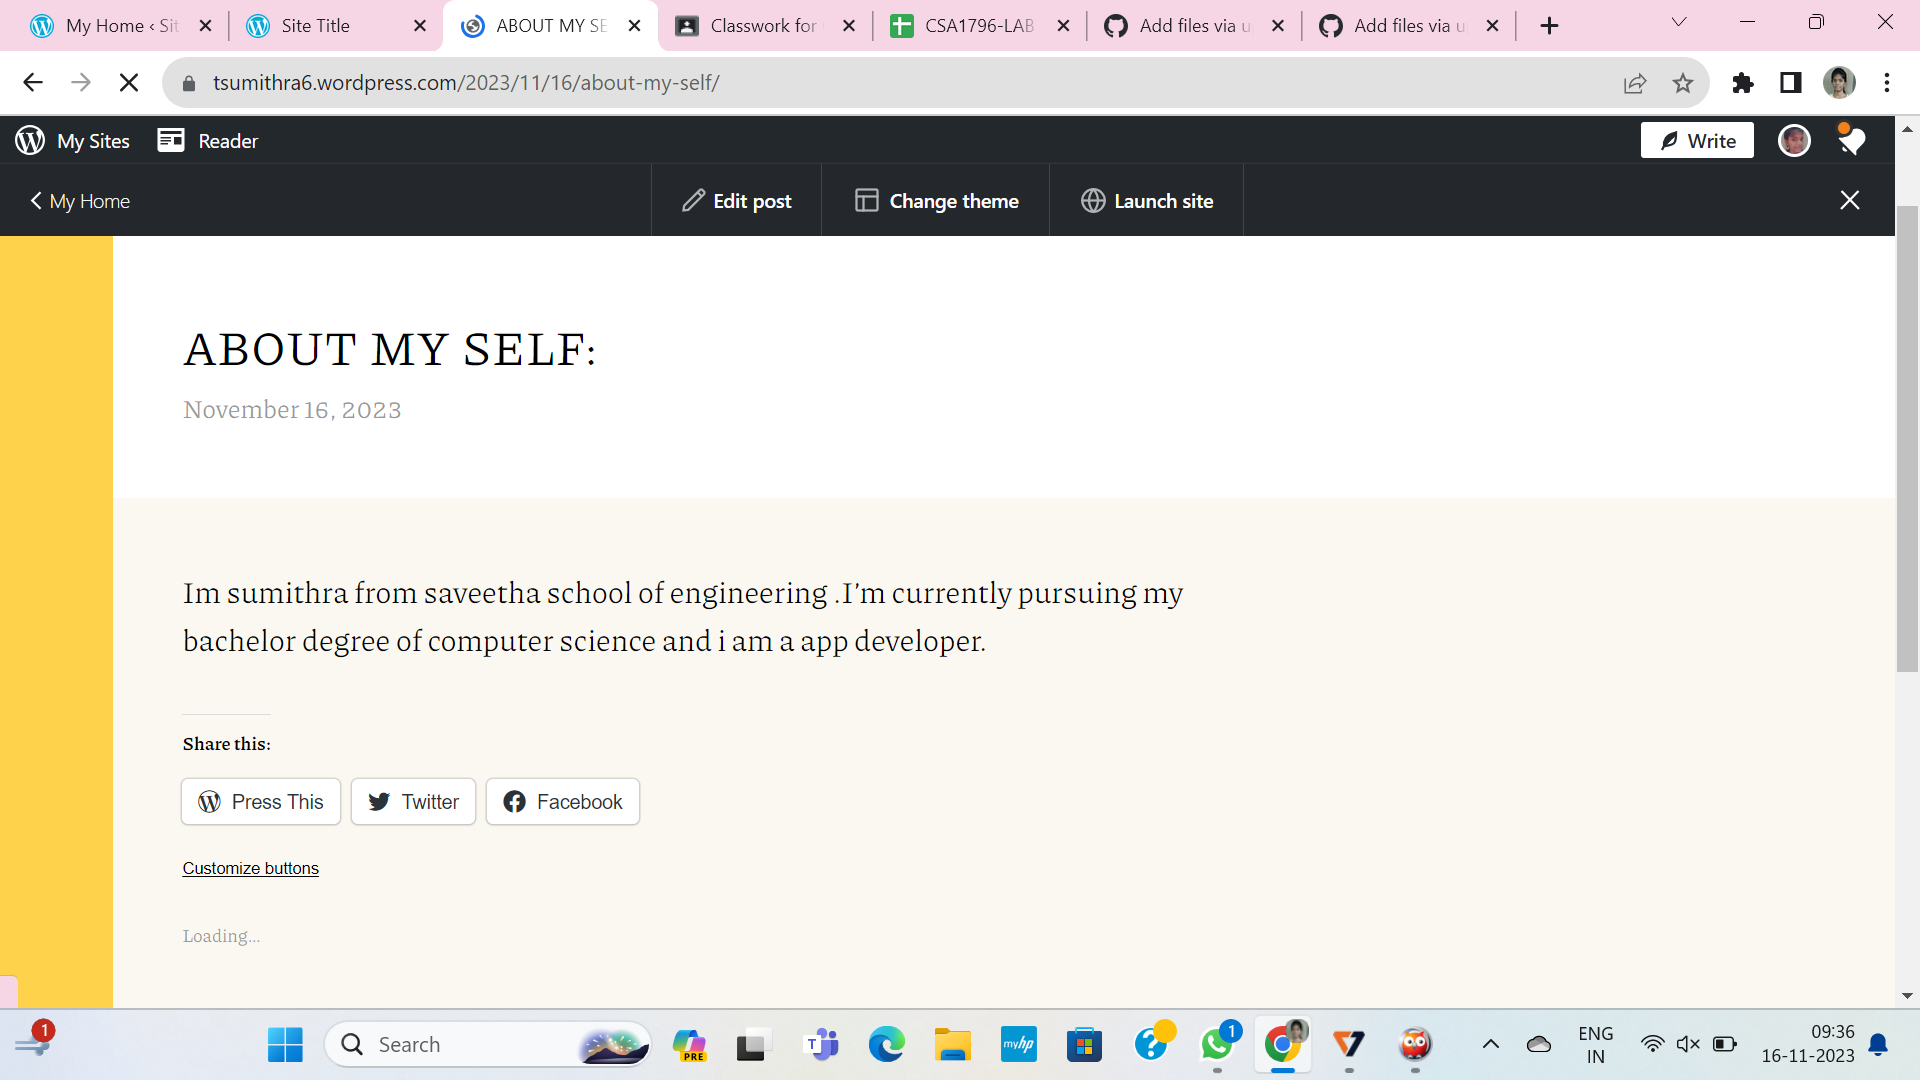 My Home ‹ Sit
Site Title
ABOUT MY SE
Classwork for
CSA1796-LAB
Add files via u
Add files via u
tsumithra6.wordpress.com/2023/11/16/about-my-self/
My Sites
Reader
Write
My Home
Edit post
Change theme
Launch site
ABOUT MY SELF:
November 16, 2023
Im sumithra from saveetha school of engineering .I’m currently pursuing my
bachelor degree of computer science and i am a app developer.
Share this:
Press This
Twitter
Facebook
Customize buttons
Loading...
1
Search
PRE
T
myhp
?
1
ENG
IN
09:36
16-11-2023